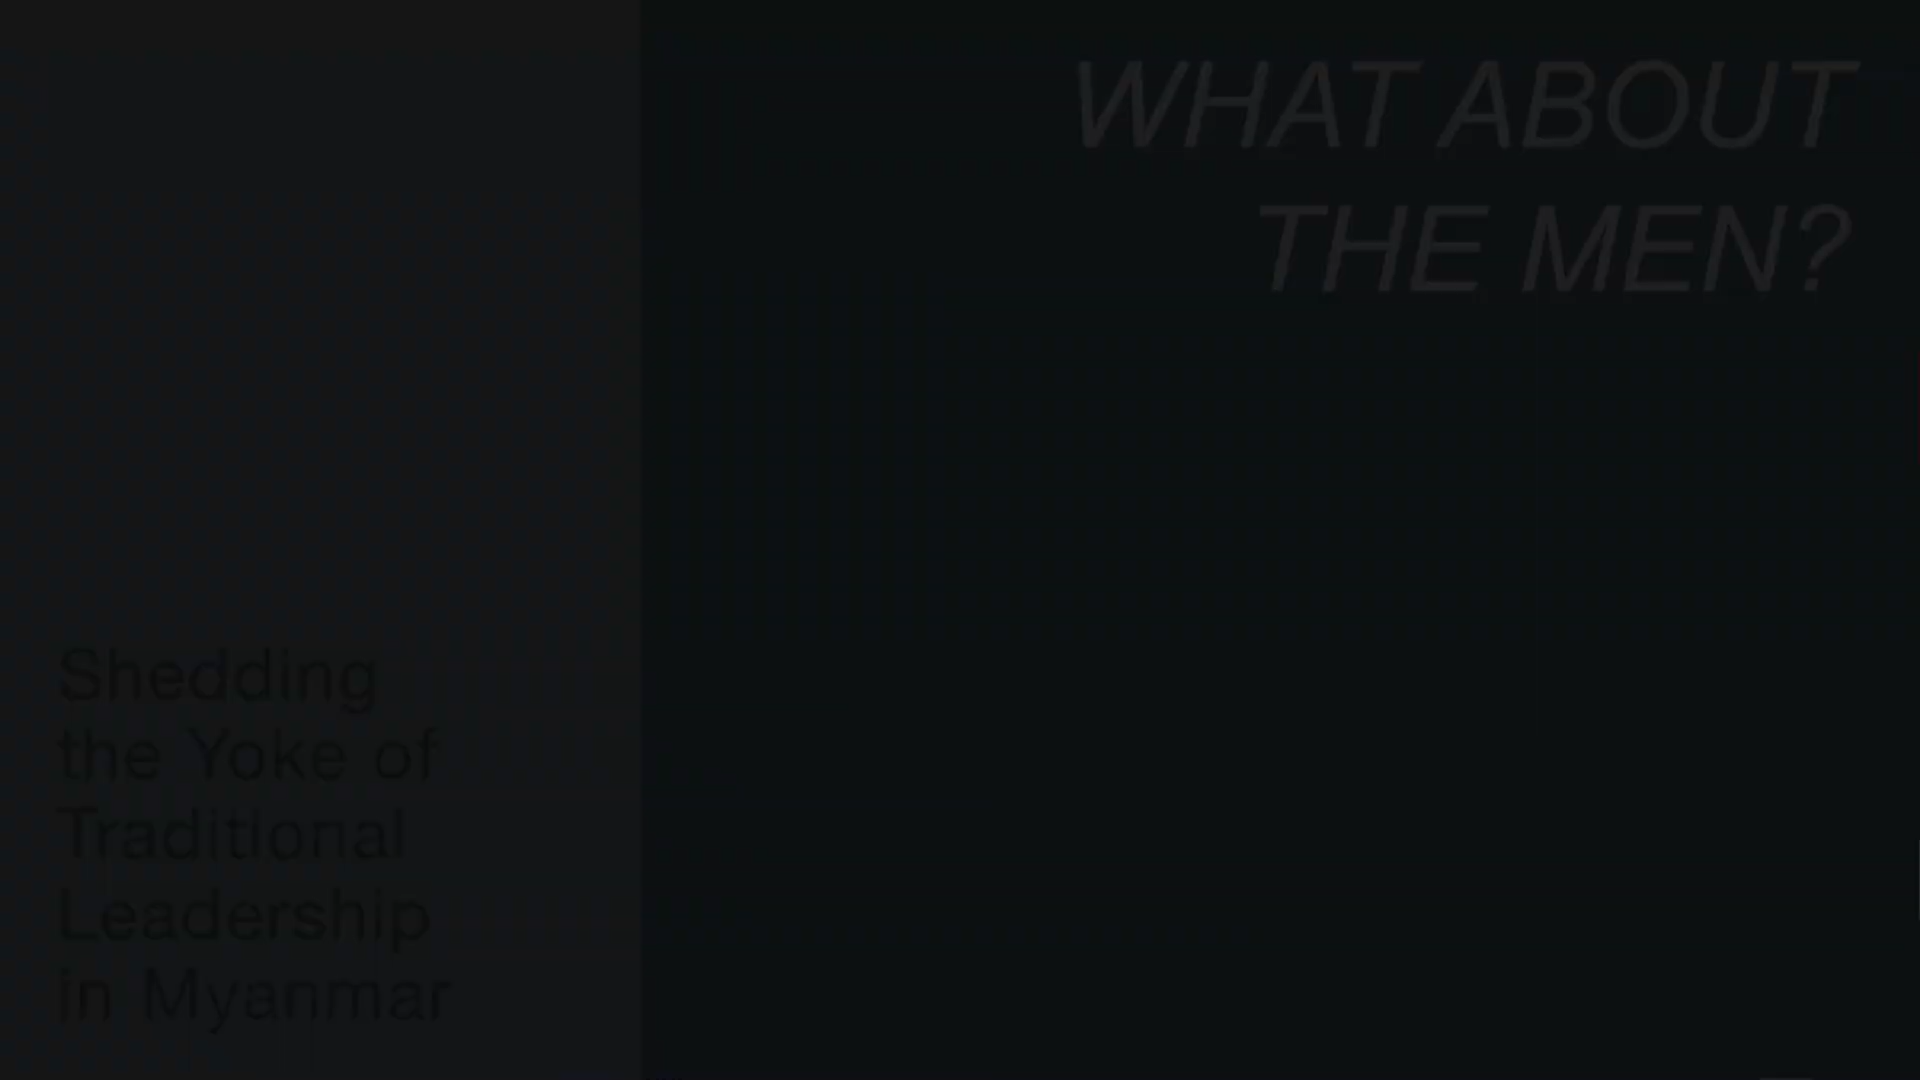 WHAT ABOUT
THE MEN?
Shedding
the Yoke of
Traditional
Leadership
in Myanmar